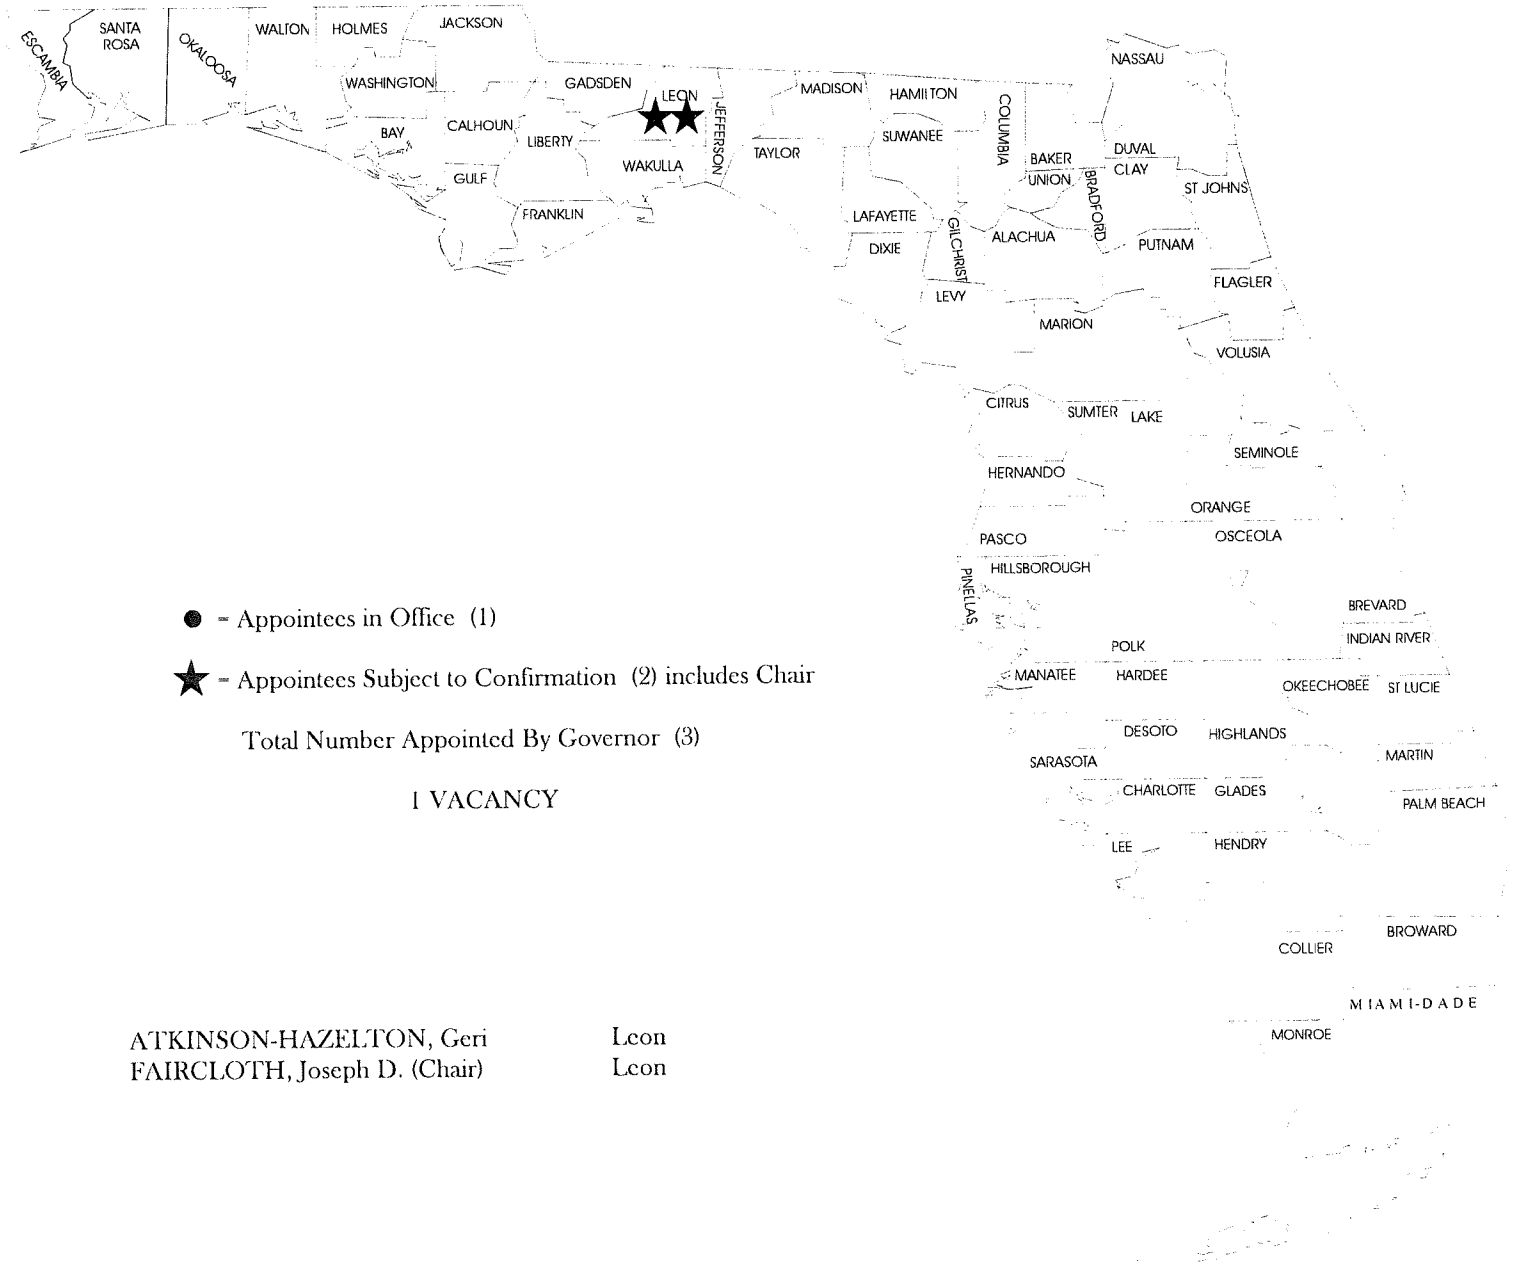 ESCAMBIA
SANTA
ROSA
OKALOOSA
WALTON
HOLMES
JACKSON
WASHINGTON
GADSDEN
LEON
JEFFERSON
MADISON
HAMILTON
COLUMBIA
NASSAU
BAY
CALHOUN
LIBERTY
WAKULLA
TAYLOR
SUWANEE
BAKER
DUVAL
UNION
CLAY
BRADFORD
ST JOHNS
GULF
FRANKLIN
LAFAYETTE
DIXIE
GILCHRIST
ALACHUA
PUTNAM
LEVY
FLAGLER
MARION
VOLUSIA
CITRUS
SUMTER
LAKE
SEMINOLE
HERNANDO
ORANGE
PASCO
OSCEOLA
HILLSBOROUGH
PINELLAS
BREVARD
INDIAN RIVER
POLK
MANATEE
HARDEE
OKEECHOBEE
ST LUCIE
DESOTO
HIGHLANDS
SARASOTA
MARTIN
CHARLOTTE
GLADES
PALM BEACH
LEE
HENDRY
BROWARD
COLLIER
MIAMI-DADE
MONROE
= Appointees in Office (1)
= Appointees Subject to Confirmation (2) includes Chair
Total Number Appointed By Governor (3)
1 VACANCY
ATKINSON-HAZELTON, Geri Leon
FAIRCLOTH, Joseph D. (Chair) Leon